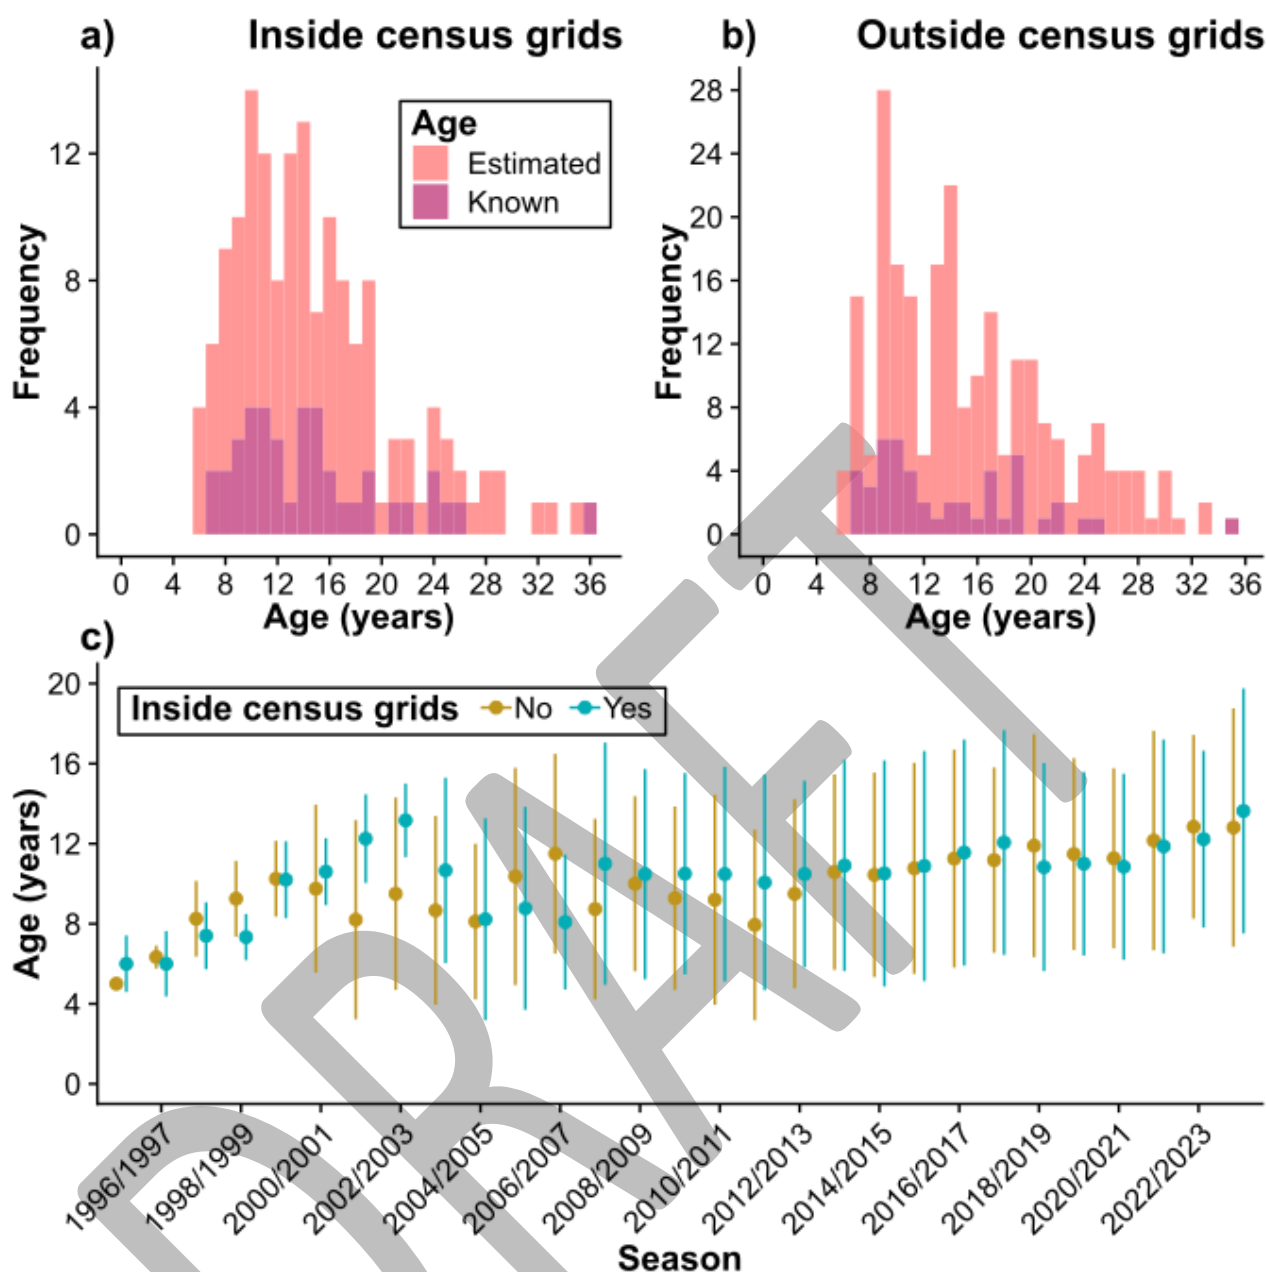 a) Inside census grids
b) Outside census grids
Age
Estimated
Known
Frequency
12
8
4
0
0 4 8 12 16 20 24 28 32 36
Age (years)
Frequency
28
24
20
16
12
8
4
0
0 4 8 12 16 20 24 28 32 36
Age (years)
c)
Inside census grids No Yes
Age (years)
20
16
12
8
4
0
1996/1997 1998/1999 2000/2001 2002/2003 2004/2005 2006/2007 2008/2009 2010/2011 2012/2013 2014/2015 2016/2017 2018/2019 2020/2021 2022/2023
Season
DRAFT